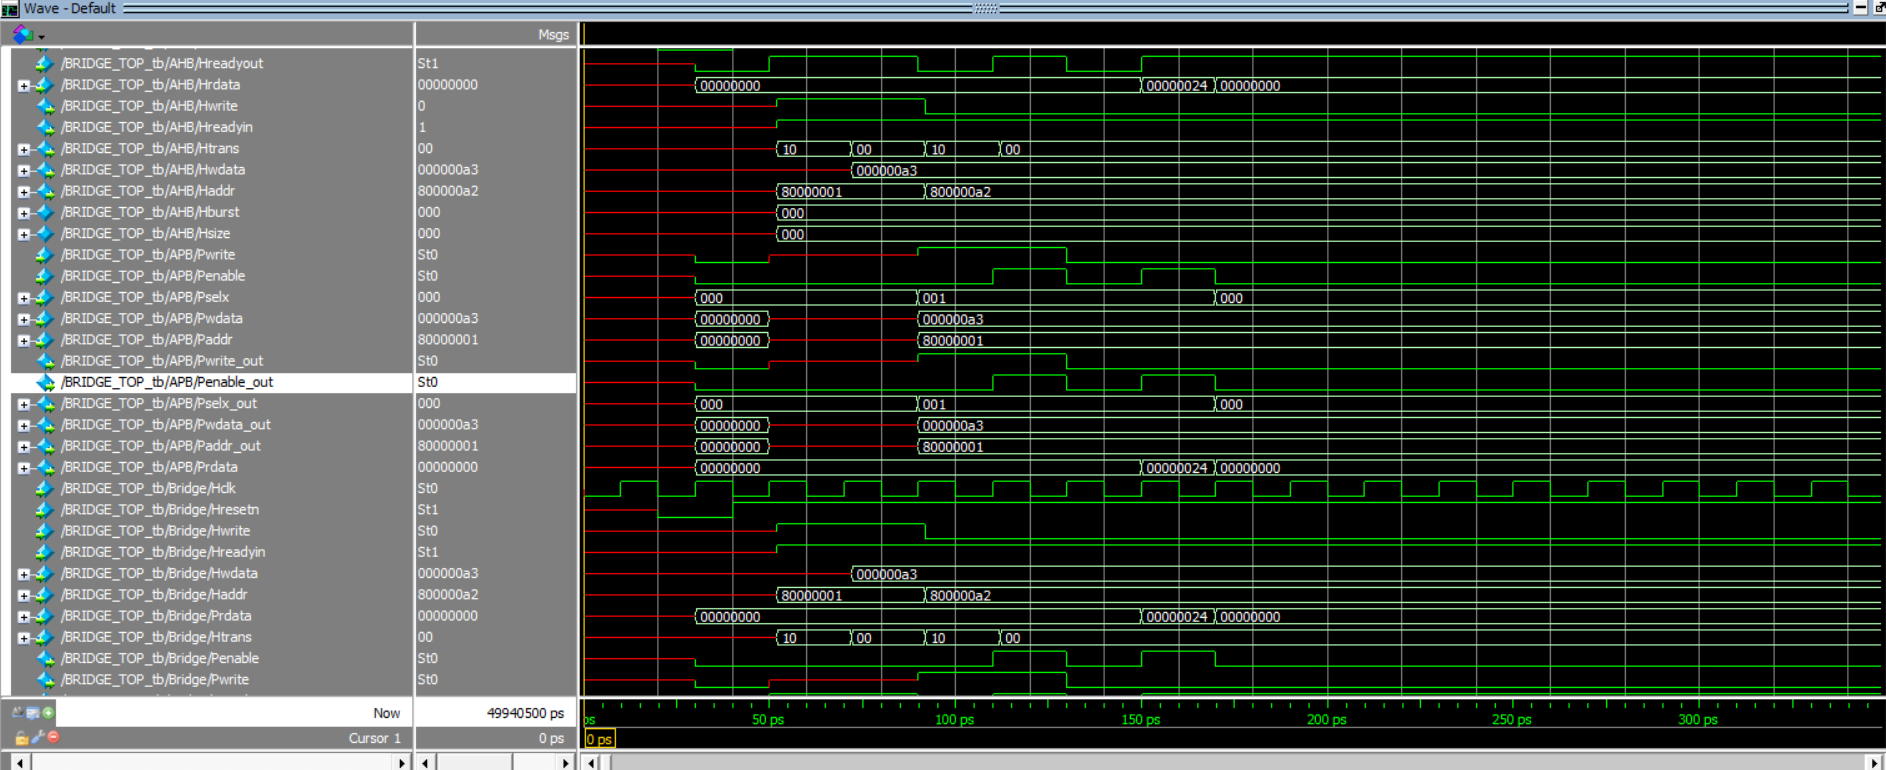 Wave - Default
Msgs
/BRIDGE_TOP_tb/AHB/Hreadyout St1
/BRIDGE_TOP_tb/AHB/Hrdata 00000000 00000000 00000024 00000000
/BRIDGE_TOP_tb/AHB/Hwrite 0
/BRIDGE_TOP_tb/AHB/Hreadyin 1
/BRIDGE_TOP_tb/AHB/Htrans 00 10 00 10 00
/BRIDGE_TOP_tb/AHB/Hwdata 000000a3 000000a3
/BRIDGE_TOP_tb/AHB/Haddr 800000a2 80000001 800000a2
/BRIDGE_TOP_tb/AHB/Hburst 000 000
/BRIDGE_TOP_tb/AHB/Hsize 000 000
/BRIDGE_TOP_tb/APB/Pwrite St0
/BRIDGE_TOP_tb/APB/Penable St0
/BRIDGE_TOP_tb/APB/Pselx 000 000 001 000
/BRIDGE_TOP_tb/APB/Pwdata 000000a3 00000000 000000a3
/BRIDGE_TOP_tb/APB/Paddr 80000001 00000000 80000001
/BRIDGE_TOP_tb/APB/Pwrite_out St0
/BRIDGE_TOP_tb/APB/Penable_out St0
/BRIDGE_TOP_tb/APB/Pselx_out 000 000 001 000
/BRIDGE_TOP_tb/APB/Pwdata_out 000000a3 00000000 000000a3
/BRIDGE_TOP_tb/APB/Paddr_out 80000001 00000000 80000001
/BRIDGE_TOP_tb/APB/Prdata 00000000 00000000 00000024 00000000
/BRIDGE_TOP_tb/Bridge/Hclk St0
/BRIDGE_TOP_tb/Bridge/Hresetn St1
/BRIDGE_TOP_tb/Bridge/Hwrite St0
/BRIDGE_TOP_tb/Bridge/Hreadyin St1
/BRIDGE_TOP_tb/Bridge/Hwdata 000000a3 000000a3
/BRIDGE_TOP_tb/Bridge/Haddr 800000a2 80000001 800000a2
/BRIDGE_TOP_tb/Bridge/Prdata 00000000 00000000 00000024 00000000
/BRIDGE_TOP_tb/Bridge/Htrans 00 10 00 10 00
/BRIDGE_TOP_tb/Bridge/Penable St0
/BRIDGE_TOP_tb/Bridge/Pwrite St0
Now 49940500 ps ps 50 ps 100 ps 150 ps 200 ps 250 ps 300 ps
Cursor 1 0 ps 0 ps